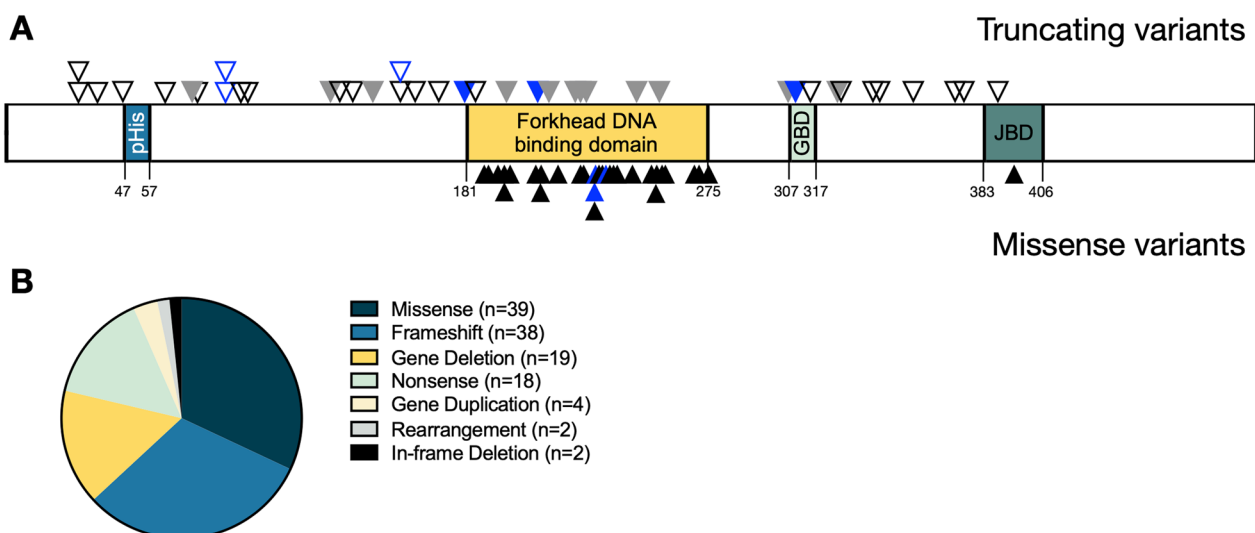 A
Truncating variants
pHis
Forkhead DNA
binding domain
GBD
JBD
47 57 181 275 307 317 383 406
Missense variants
B
Missense (n=39)
Frameshift (n=38)
Gene Deletion (n=19)
Nonsense (n=18)
Gene Duplication (n=4)
Rearrangement (n=2)
In-frame Deletion (n=2)